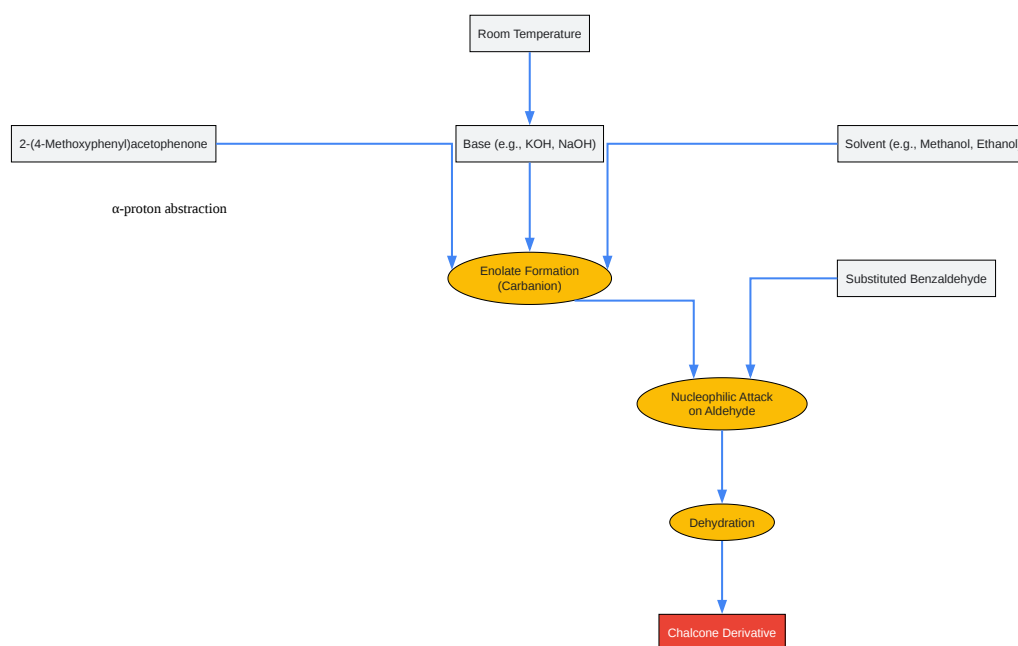 Room Temperature
2-(4-Methoxyphenyl)acetophenone
Base (e.g., KOH, NaOH)
Solvent (e.g., Methanol, Ethanol
α-proton abstraction
Enolate Formation
(Carbanion)
Substituted Benzaldehyde
Nucleophilic Attack
on Aldehyde
Dehydration
Chalcone Derivative